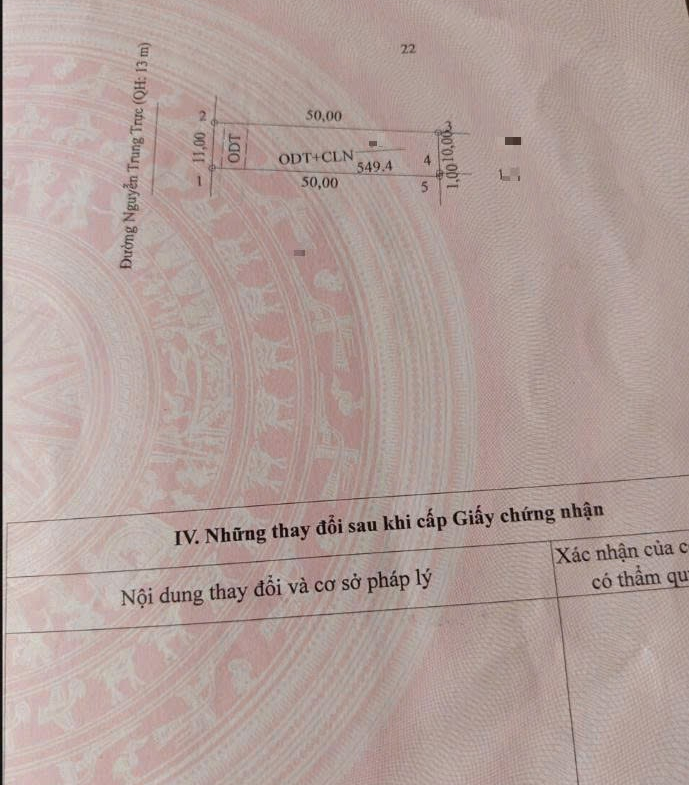 22
Đường Nguyễn Trung Trực (QH: 13 m)
2
50,00
3
11,00
ODT
ODT+CLN
549.4
4
10,00
1
50,00
5
1,00
IV. Những thay đổi sau khi cấp Giấy chứng nhận
Nội dung thay đổi và cơ sở pháp lý
Xác nhận của c
có thẩm qu